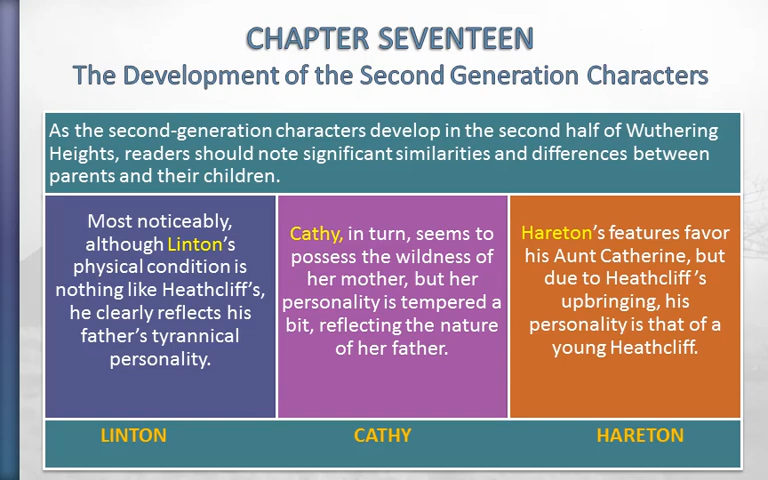 CHAPTER SEVENTEEN
The Development of the Second Generation Characters
As the second-generation characters develop in the second half of Wuthering
Heights, readers should note significant similarities and differences between
parents and their children.
Most noticeably,
although Linton's
physical condition is
nothing like Heathcliff's,
he clearly reflects his
father's tyrannical
personality.
Cathy, in turn, seems to
possess the wildness of
her mother, but her
personality is tempered a
bit, reflecting the nature
of her father.
Hareton's features favor
his Aunt Catherine, but
due to Heathcliff's
upbringing, his
personality is that of a
young Heathcliff.
LINTON
CATHY
HARETON